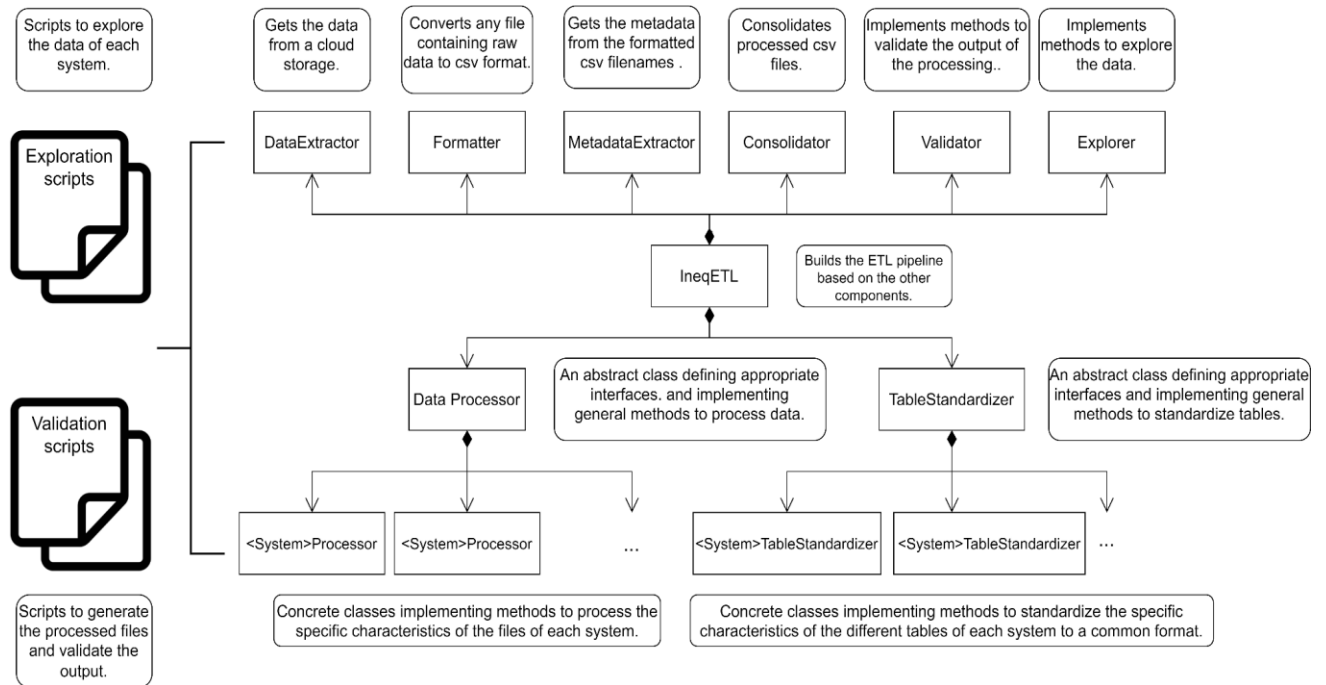 Scripts to explore
the data of each
system.
Gets the data
from a cloud
storage.
Converts any file
containing raw
data to csv format.
Gets the metadata
from the formatted
csv filenames .
Consolidates
processed csv
files.
Implements methods to
validate the output of
the processing..
Implements
methods to explore
the data.
Exploration
scripts
DataExtractor
Formatter
MetadataExtractor
Consolidator
Validator
Explorer
IneqETL
Builds the ETL pipeline
based on the other
components.
Validation
scripts
Data Processor
An abstract class defining appropriate
interfaces. and implementing
general methods to process data.
TableStandardizer
An abstract class defining appropriate
interfaces and implementing general
methods to standardize tables.
<System>Processor
<System>Processor
...
<System>TableStandardizer
<System>TableStandardizer
...
Scripts to generate
the processed files
and validate the
output.
Concrete classes implementing methods to process the
specific characteristics of the files of each system.
Concrete classes implementing methods to standardize the specific
characteristics of the different tables of each system to a common format.